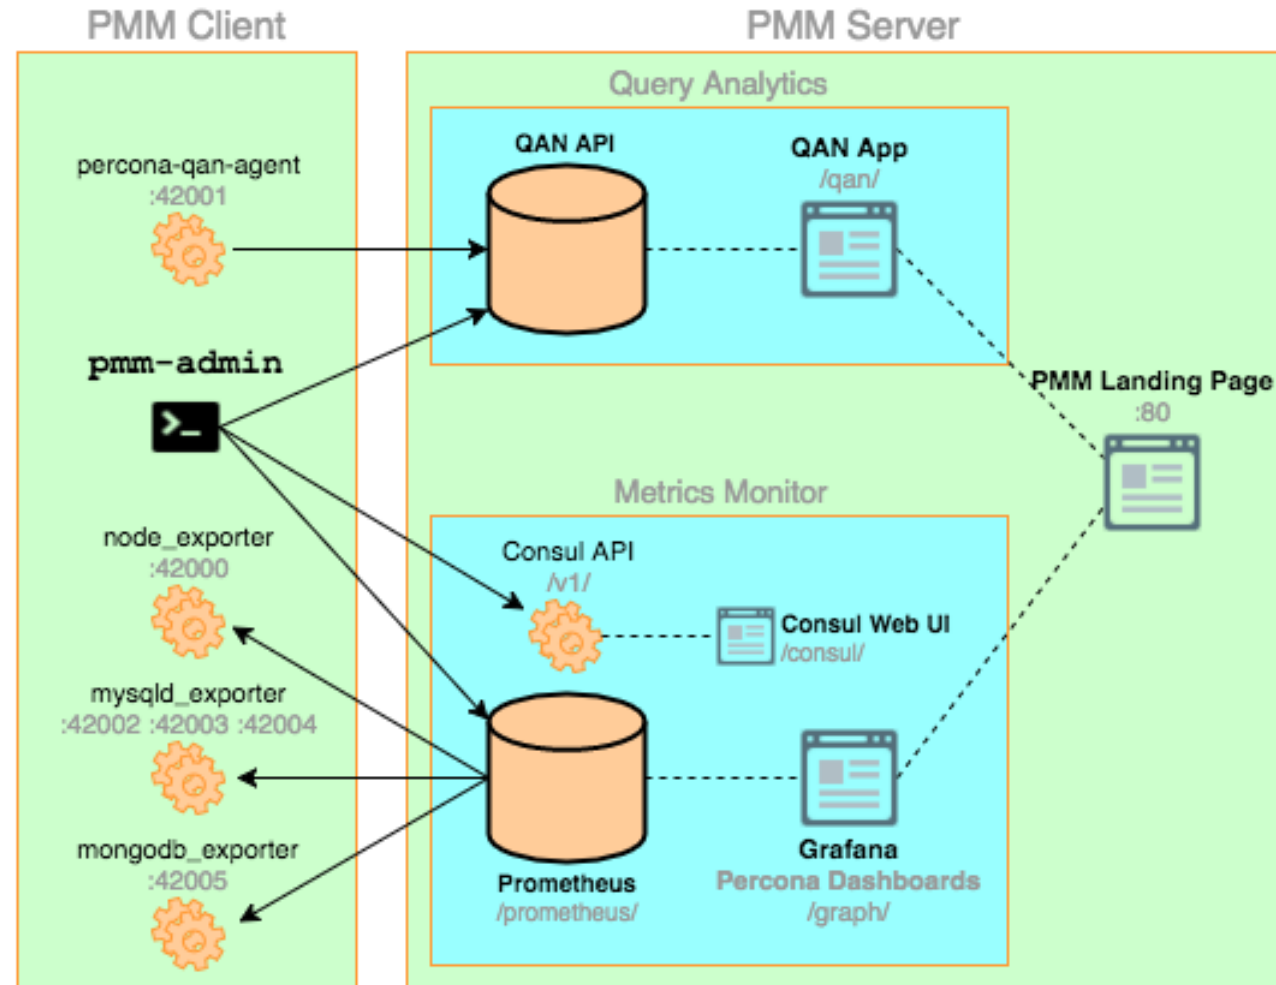 PMM Client
percona-qan-agent
:42001
pmm-admin
>_
node_exporter
:42000
mysqld_exporter
:42002 :42003 :42004
mongodb_exporter
:42005
PMM Server
Query Analytics
QAN API
QAN App
/qan/
PMM Landing Page
:80
Metrics Monitor
Consul API
/v1/
Consul Web UI
/consul/
Prometheus
/prometheus/
Grafana
Percona Dashboards
/graph/